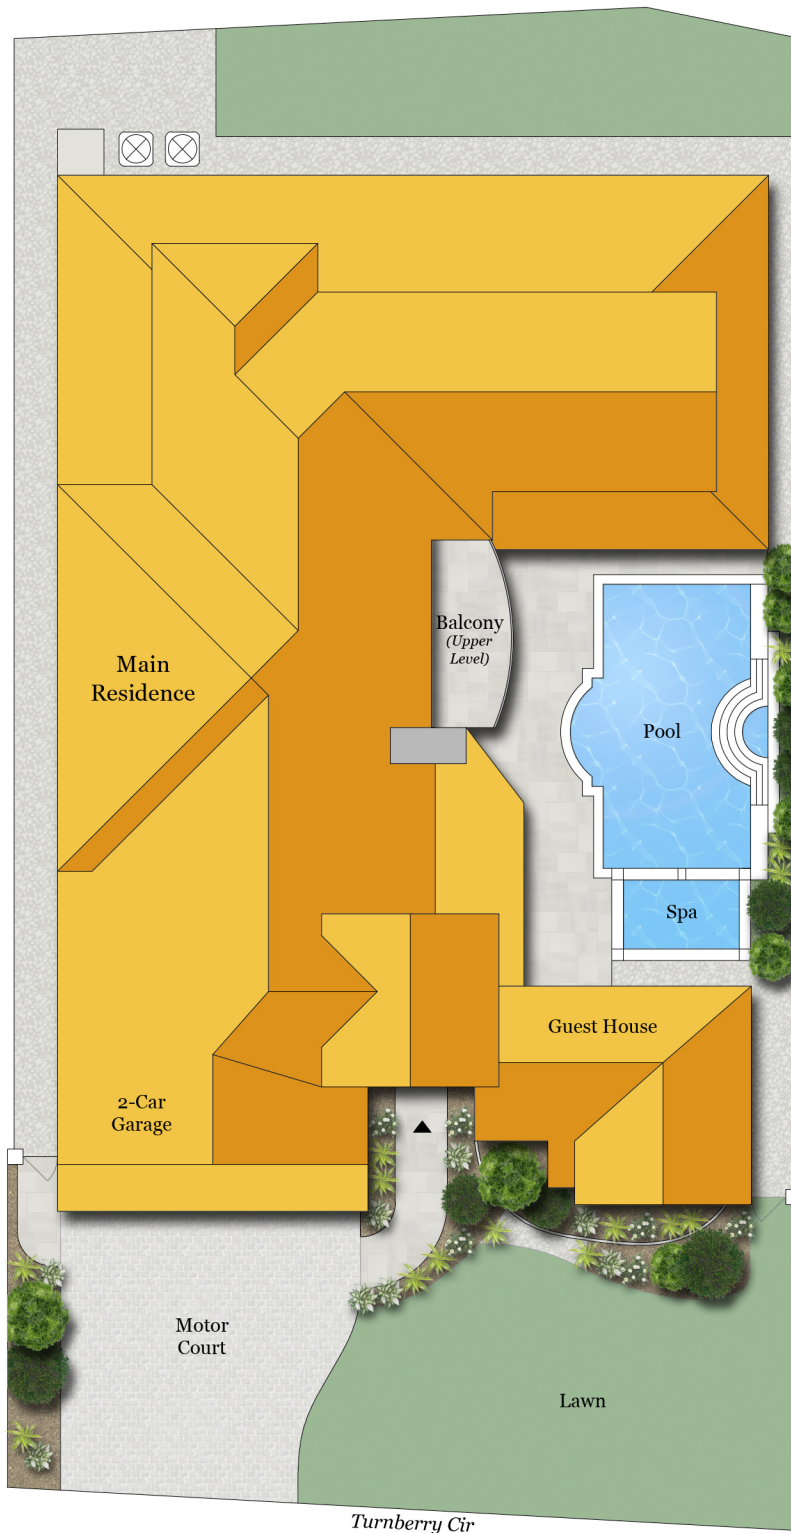 Balcony
(Upper
Level)
Main
Residence
Pool
Spa
Guest House
2-Car
Garage
Motor
Court
Lawn
Turnberry Cir